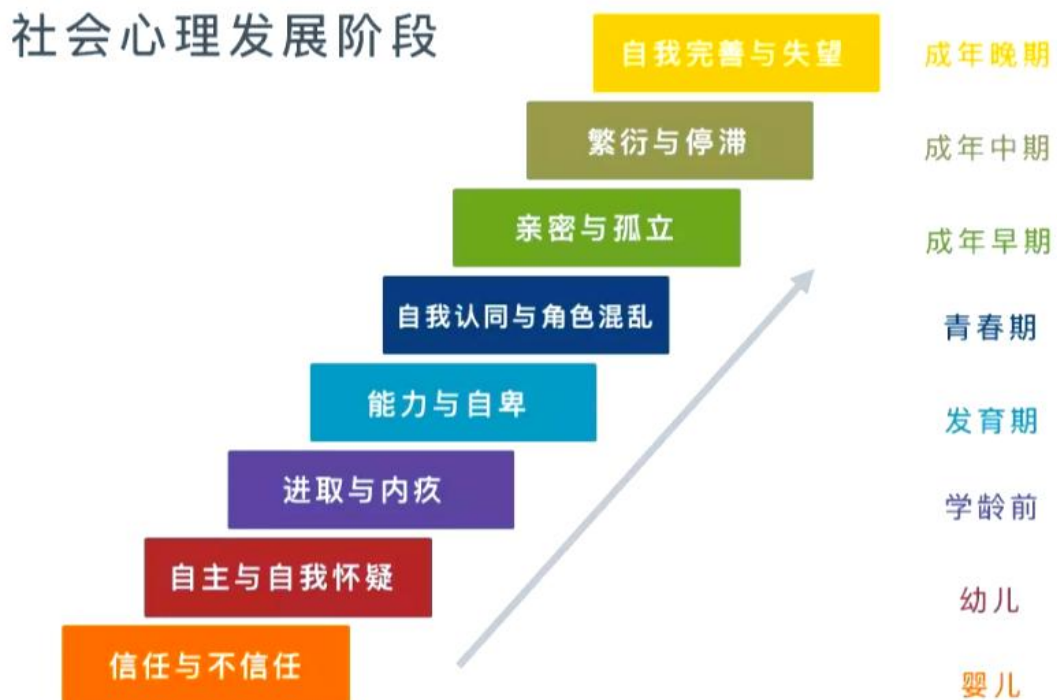 社会心理发展阶段
自我完善与失望 成年晚期
繁衍与停滞 成年中期
亲密与孤立 成年早期
自我认同与角色混乱 青春期
能力与自卑 发育期
进取与内疚 学龄前
自主与自我怀疑 幼儿
信任与不信任 婴儿